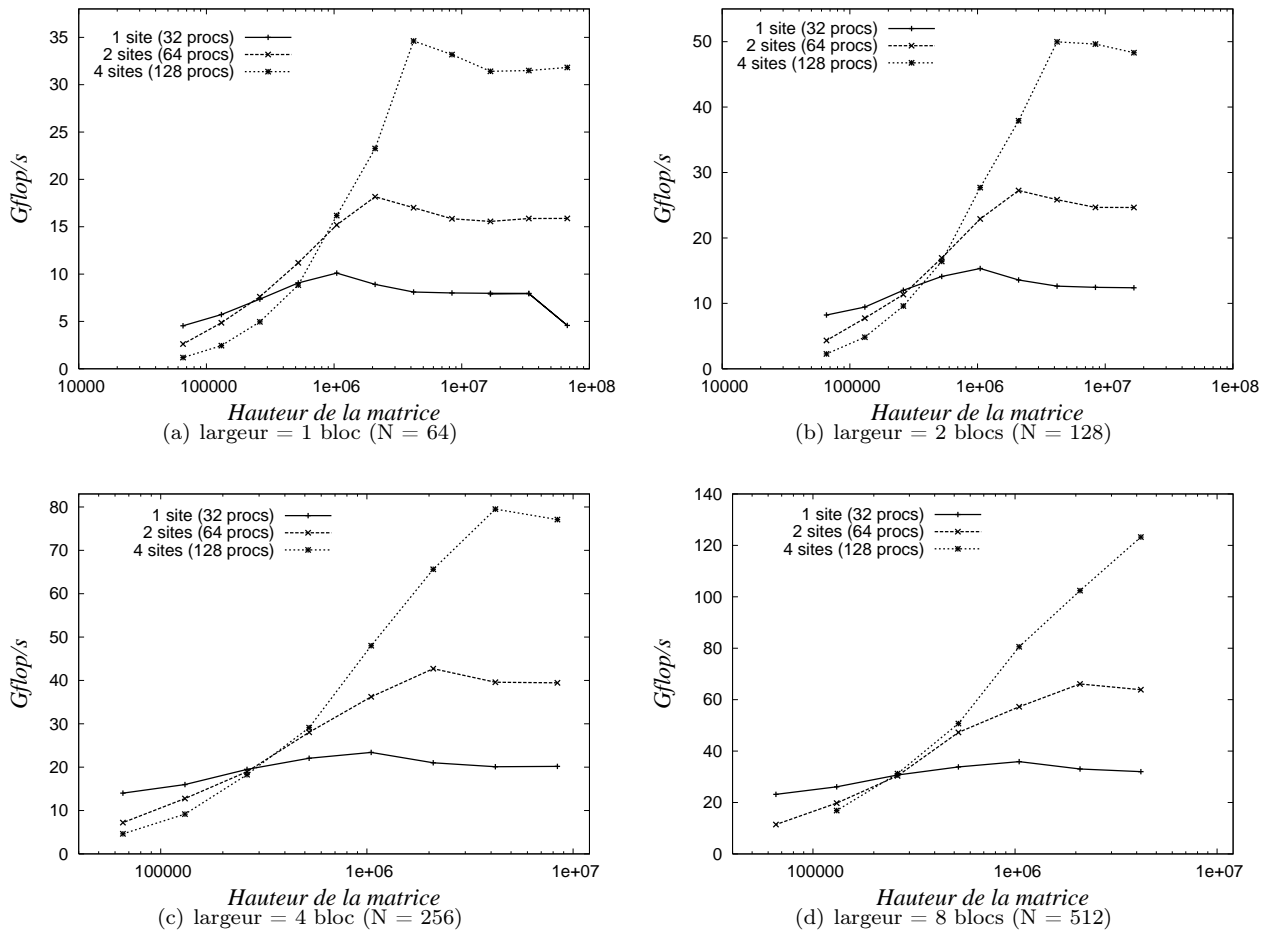 35
30
25
20
15
10
5
0
Gflop/s
1 site (32 procs)
2 sites (64 procs)
4 sites (128 procs)
10000 100000 1e+06 1e+07 1e+08
Hauteur de la matrice
(a) largeur = 1 bloc (N = 64)
50
40
30
20
10
0
Gflop/s
1 site (32 procs)
2 sites (64 procs)
4 sites (128 procs)
10000 100000 1e+06 1e+07 1e+08
Hauteur de la matrice
(b) largeur = 2 blocs (N = 128)
80
70
60
50
40
30
20
10
0
Gflop/s
1 site (32 procs)
2 sites (64 procs)
4 sites (128 procs)
100000 1e+06 1e+07
Hauteur de la matrice
(c) largeur = 4 bloc (N = 256)
140
120
100
80
60
40
20
0
Gflop/s
1 site (32 procs)
2 sites (64 procs)
4 sites (128 procs)
100000 1e+06 1e+07
Hauteur de la matrice
(d) largeur = 8 blocs (N = 512)